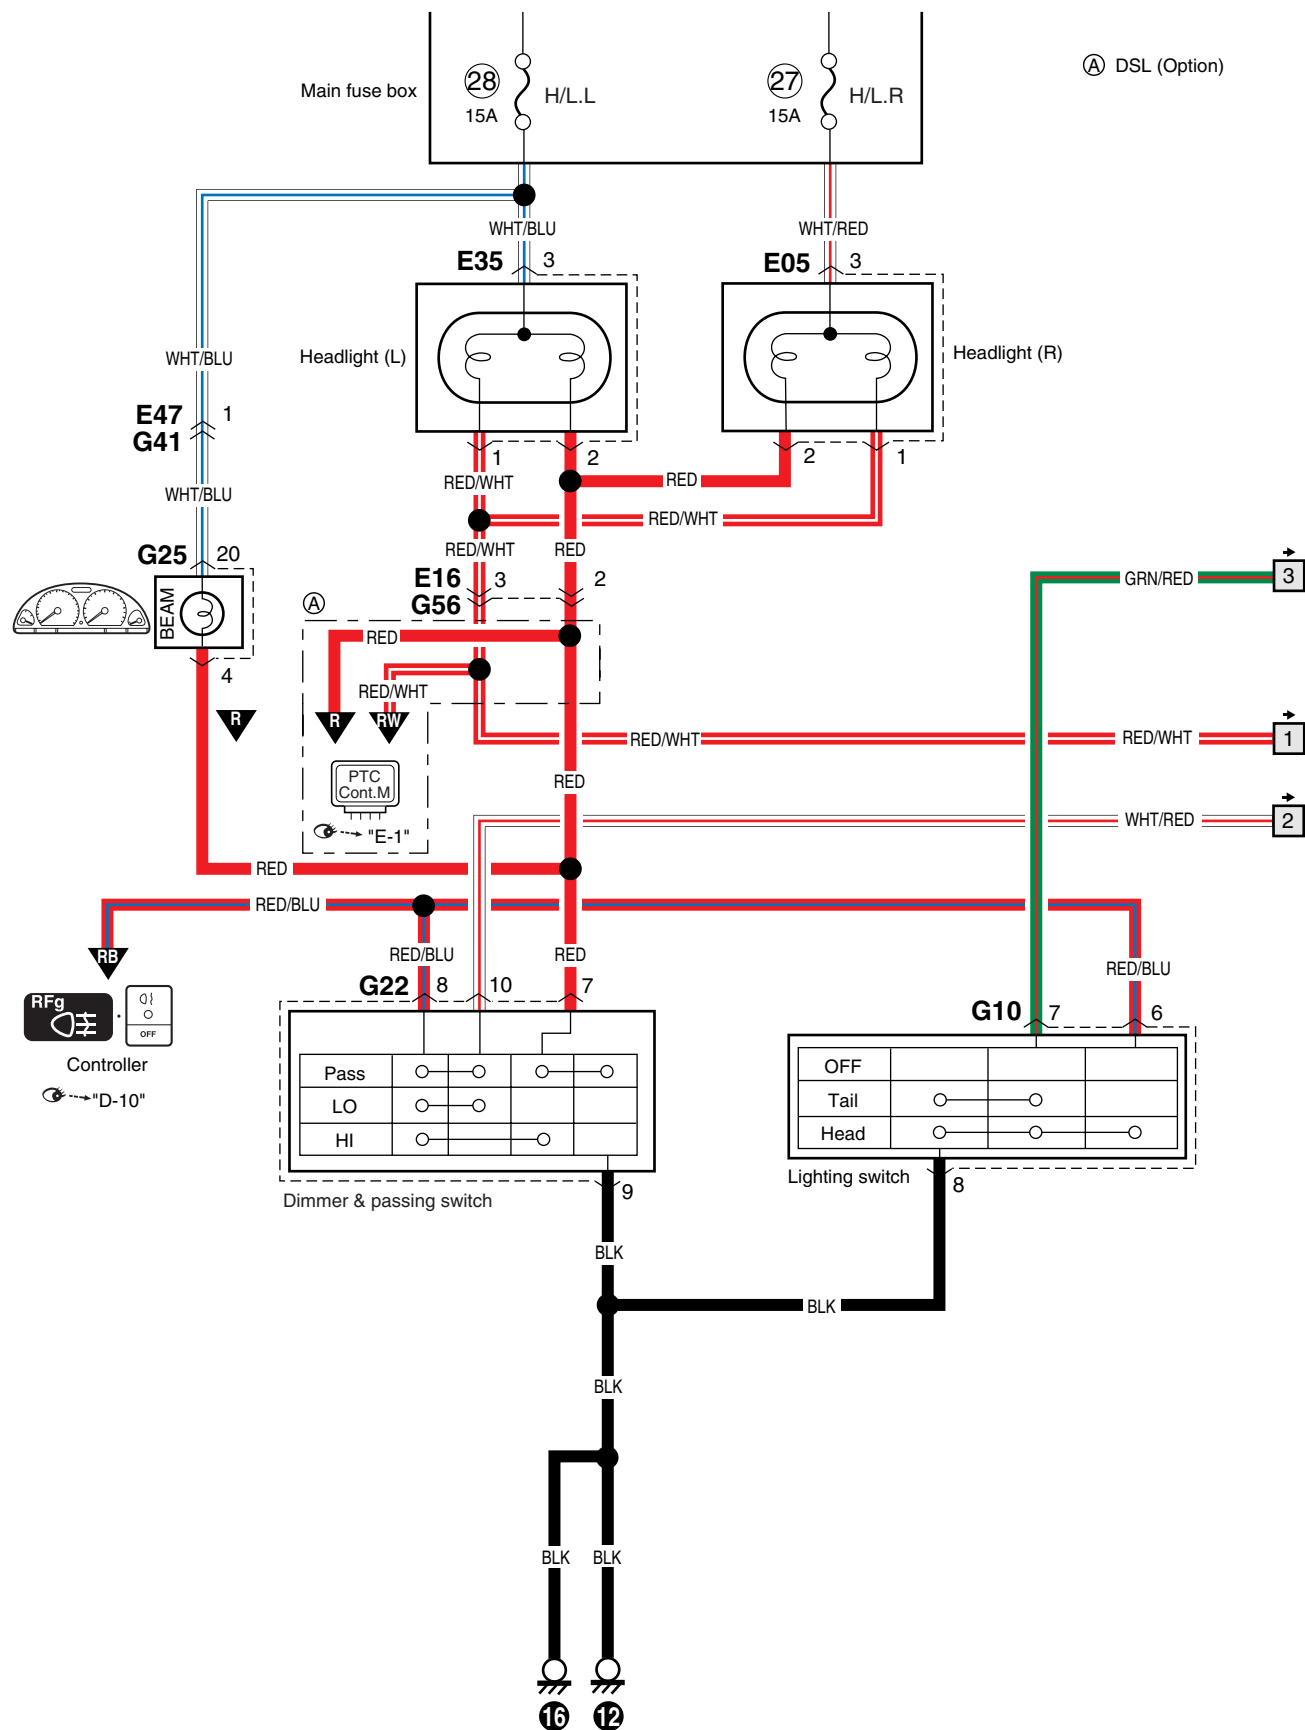 28
H/L.L
15A
27
H/L.R
15A
Main fuse box
A DSL (Option)
WHT/BLU
WHT/RED
E35 3
E05 3
Headlight (L)
Headlight (R)
WHT/BLU
E47 1
G41
WHT/BLU
1
2
2
1
RED/WHT
RED
RED/WHT
RED/WHT
RED
G25 20
BEAM
4
E16 3
2
G56
A
GRN/RED
3
RED
RED/WHT
R
R
RW
RED/WHT
RED/WHT
1
PTC
Cont.M
"E-1"
RED
WHT/RED
2
RED
RED/BLU
RB
RED/BLU
RED
RED/BLU
G22 8
10
7
G10 7
6
RFg
OFF
Controller
"D-10"
Pass
LO
HI
OFF
Tail
Head
Dimmer & passing switch
9
Lighting switch
8
BLK
BLK
BLK
BLK
BLK
16
12